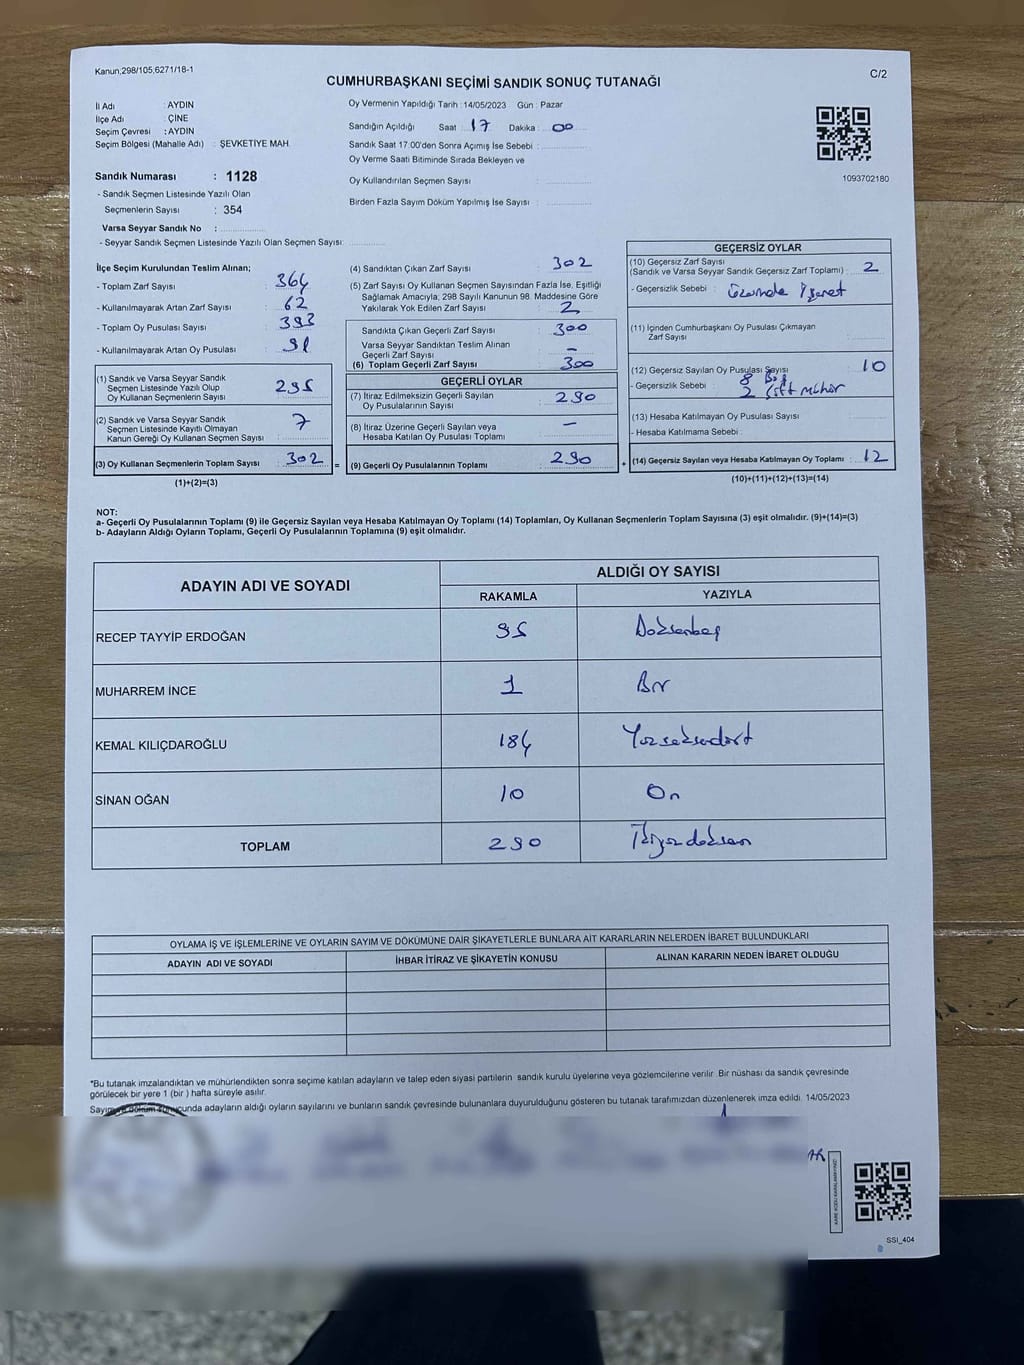 Kanun;298/105,6271/18-1
CUMHURBAŞKANI SEÇİMİ SANDIK SONUÇ TUTANAĞI
C/2
İl Adı : AYDIN
İlçe Adı : ÇİNE
Seçim Çevresi : AYDIN
Seçim Bölgesi (Mahalle Adı) : ŞEVKETİYE MAH.
Sandık Numarası : 1128
- Sandık Seçmen Listesinde Yazılı Olan
Seçmenlerin Sayısı : 354
Varsa Seyyar Sandık No :
- Seyyar Sandık Seçmen Listesinde Yazılı Olan Seçmen Sayısı:
Oy Vermenin Yapıldığı Tarih : 14/05/2023 Gün : Pazar
Sandığın Açıldığı Saat : 17 Dakika : 00
Sandık Saat 17:00'den Sonra Açımış İse Sebebi :
Oy Verme Saati Bitiminde Sırada Bekleyen ve
Oy Kullandırılan Seçmen Sayısı :
Birden Fazla Sayım Döküm Yapılmış İse Sayısı :
1093702180
İlçe Seçim Kurulundan Teslim Alınan;
- Toplam Zarf Sayısı : 364
- Kullanılmayarak Artan Zarf Sayısı : 62
- Toplam Oy Pusulası Sayısı : 393
- Kullanılmayarak Artan Oy Pusulası : 91
(1) Sandık ve Varsa Seyyar Sandık
Seçmen Listesinde Yazılı Olup
Oy Kullanan Seçmenlerin Sayısı : 295
(2) Sandık ve Varsa Seyyar Sandık
Seçmen Listesinde Kayıtlı Olmayan
Kanun Gereği Oy Kullanan Seçmen Sayısı : 7
(3) Oy Kullanan Seçmenlerin Toplam Sayısı : 302
(1)+(2)=(3)
(4) Sandıktan Çıkan Zarf Sayısı : 302
(5) Zarf Sayısı Oy Kullanan Seçmen Sayısından Fazla İse, Eşitliği
Sağlamak Amacıyla; 298 Sayılı Kanunun 98. Maddesine Göre
Yakılarak Yok Edilen Zarf Sayısı : 2
Sandıkta Çıkan Geçerli Zarf Sayısı : 300
Varsa Seyyar Sandıktan Teslim Alınan
Geçerli Zarf Sayısı : –
(6) Toplam Geçerli Zarf Sayısı : 300
GEÇERLİ OYLAR
(7) İtiraz Edilmeksizin Geçerli Sayılan
Oy Pusulalarının Sayısı : 290
(8) İtiraz Üzerine Geçerli Sayılan veya
Hesaba Katılan Oy Pusulası Toplamı : –
= (9) Geçerli Oy Pusulalarının Toplamı : 290 +
GEÇERSİZ OYLAR
(10) Geçersiz Zarf Sayısı
(Sandık ve Varsa Seyyar Sandık Geçersiz Zarf Toplamı) : 2
- Geçersizlik Sebebi : Üzerinde İşaret
(11) İçinden Cumhurbaşkanı Oy Pusulası Çıkmayan
Zarf Sayısı :
(12) Geçersiz Sayılan Oy Pusulası Sayısı : 10
- Geçersizlik Sebebi : 8 Boş
2 Çift mühür
(13) Hesaba Katılmayan Oy Pusulası Sayısı :
- Hesaba Katılmama Sebebi :
(14) Geçersiz Sayılan veya Hesaba Katılmayan Oy Toplamı : 12
(10)+(11)+(12)+(13)=(14)
NOT:
a- Geçerli Oy Pusulalarının Toplamı (9) ile Geçersiz Sayılan veya Hesaba Katılmayan Oy Toplamı (14) Toplamları, Oy Kullanan Seçmenlerin Toplam Sayısına (3) eşit olmalıdır. (9)+(14)=(3)
b- Adayların Aldığı Oyların Toplamı, Geçerli Oy Pusulalarının Toplamına (9) eşit olmalıdır.
ADAYIN ADI VE SOYADI ALDIĞI OY SAYISI
RAKAMLA YAZIYLA
RECEP TAYYİP ERDOĞAN 95 Doksanbeş
MUHARREM İNCE 1 Bir
KEMAL KILIÇDAROĞLU 184 Yüzseksendört
SİNAN OĞAN 10 On
TOPLAM 290 İkiyüzdoksan
OYLAMA İŞ VE İŞLEMLERİNE VE OYLARIN SAYIM VE DÖKÜMÜNE DAİR ŞİKAYETLERLE BUNLARA AİT KARARLARIN NELERDEN İBARET BULUNDUKLARI
ADAYIN ADI VE SOYADI İHBAR İTİRAZ VE ŞİKAYETİN KONUSU ALINAN KARARIN NEDEN İBARET OLDUĞU
*Bu tutanak imzalandıktan ve mühürlendikten sonra seçime katılan adayların ve talep eden siyasi partilerin sandık kurulu üyelerine veya gözlemcilerine verilir. Bir nüshası da sandık çevresinde
görülecek bir yere 1 (bir ) hafta süreyle asılır.
Sayım ve döküm sonucunda adayların aldığı oyların sayılarını ve bunların sandık çevresinde bulunanlara duyurulduğunu gösteren bu tutanak tarafımızdan düzenlenerek imza edildi. 14/05/2023
SSI_404